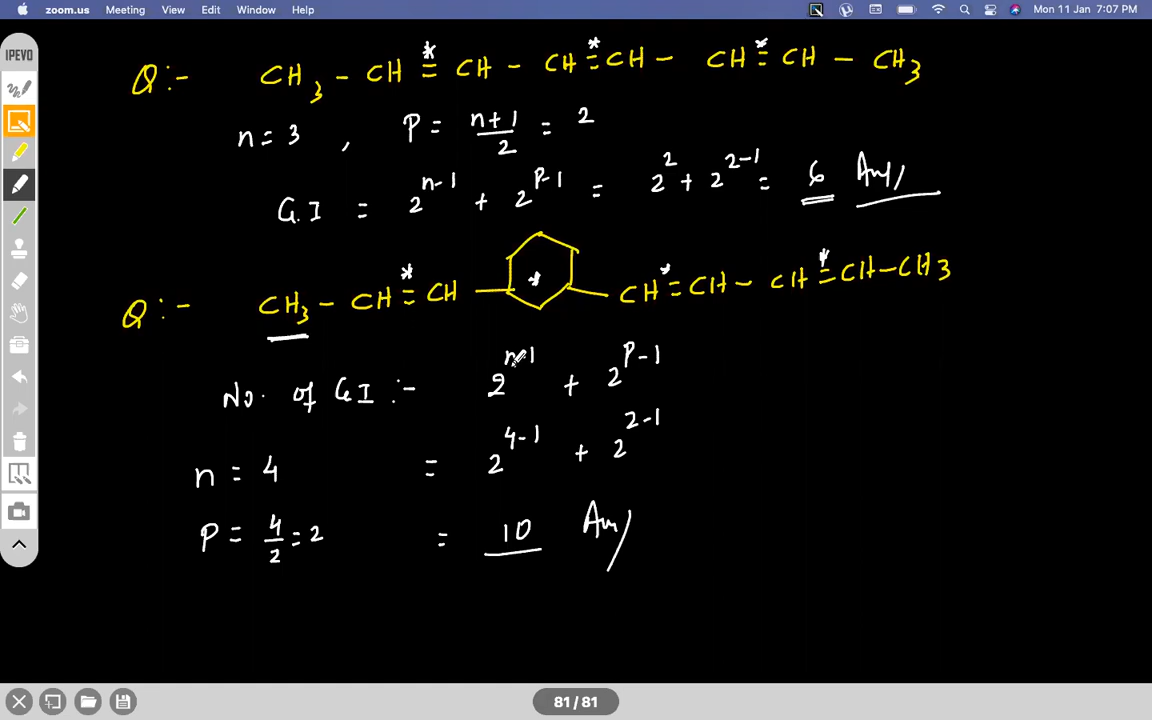 zoom.us Meeting View Edit Window Help Mon 11 Jan 7:07 PM
IPEVO
Q:- CH3 - CH = CH - CH = CH - CH = CH - CH3
n = 3 , P = n+1/2 = 2
G.I = 2^n-1 + 2^P-1 = 2^2 + 2^2-1 = 6 Ans/
Q:- CH3 - CH = CH - * - CH = CH - CH = CH - CH3
No. of GI :- 2^n-1 + 2^P-1
n = 4 = 2^4-1 + 2^2-1
P = 4/2 = 2 = 10 Ans/
81 / 81